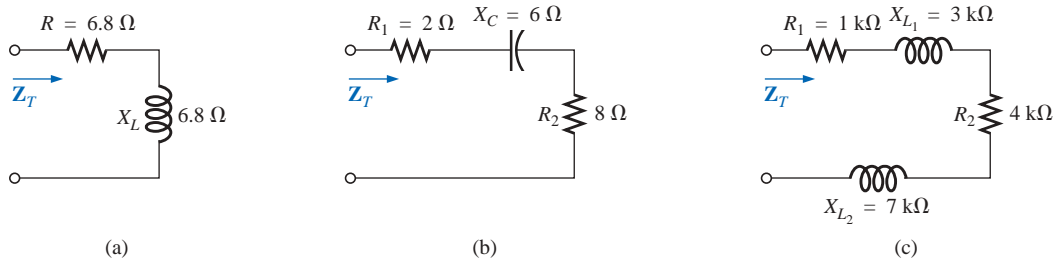 R = 6.8 Ω
Z_T
X_L
6.8 Ω
(a)
R_1 = 2 Ω
X_C = 6 Ω
Z_T
R_2
8 Ω
(b)
R_1 = 1 kΩ
X_{L_1} = 3 kΩ
Z_T
R_2
4 kΩ
X_{L_2} = 7 kΩ
(c)